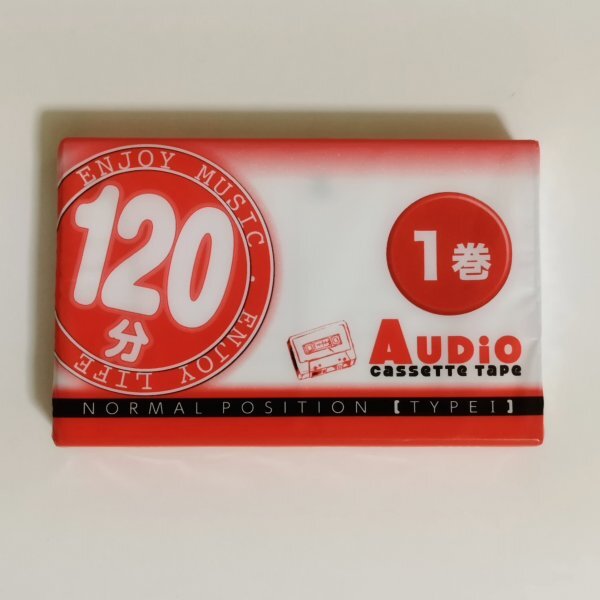 ENJOY MUSIC · ENJOY LIFE
120
分
1巻
AUDiO
cassette tape
NORMAL POSITION【TYPE I】